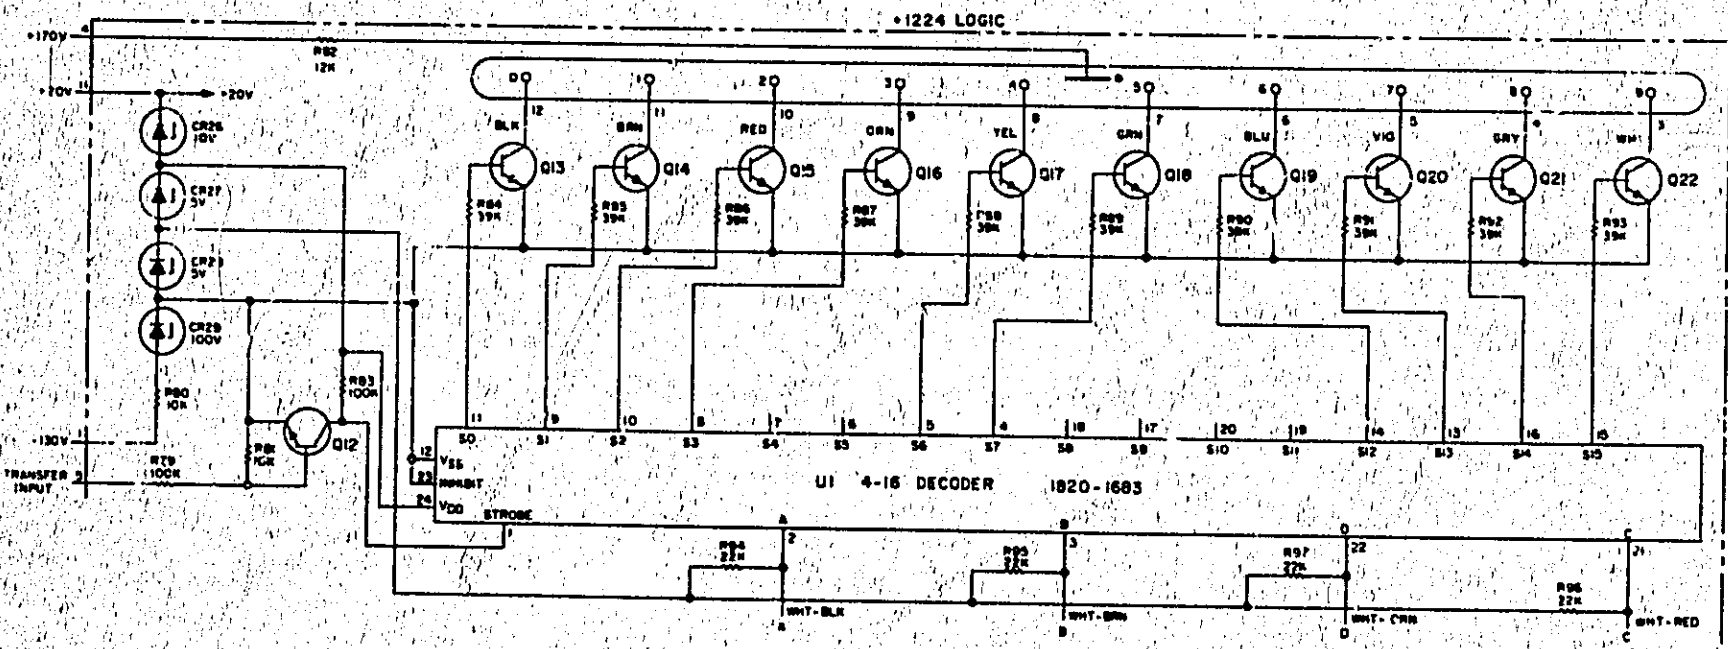 +1224 LOGIC
+170V
4
R82
12K
+20V
11
+20V
0
1
2
3
4
5
6
7
8
9
12
11
10
9
8
7
6
5
4
3
BLK
BRN
RED
ORN
YEL
GRN
BLU
VIO
GRY
WHT
CR26
10V
CR27
5V
CR29
100V
Q13
Q14
Q15
Q16
Q17
Q18
Q19
Q20
Q21
Q22
R84
39K
R85
39K
R86
39K
R87
39K
R88
39K
R89
39K
R90
39K
R91
39K
R92
39K
R93
39K
R80
10K
R83
100K
-130V
1
R81
10K
Q12
TRANSFER
INPUT
5
R79
100K
11
9
10
8
7
6
5
4
18
17
20
19
14
13
16
15
S0
S1
S2
S3
S5
S6
S7
S8
S9
S10
S11
S12
S13
S14
S15
12
VSS
23
INHIBIT
24
VDD
STROBE
1
U1 4-16 DECODER 1820-1683
A
2
B
3
D
22
C
21
R94
22K
R95
22K
R97
22K
R96
22K
WHT-BLK
A
WHT-BRN
B
WHT-ORN
D
WHT-RED
C